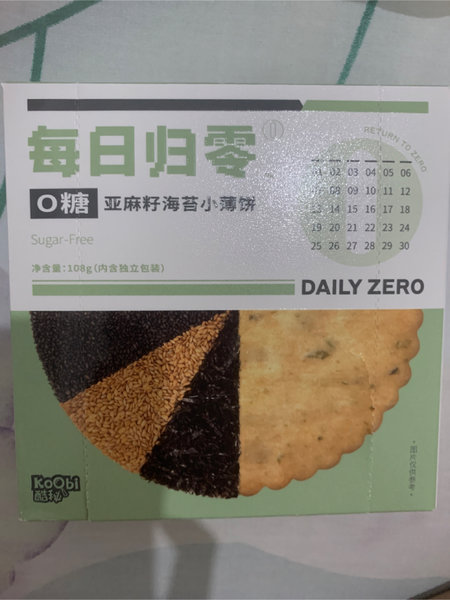 每日归零
RETURN TO ZERO
01 02 03 04 05 06
07 08 09 10 11 12
13 14 15 16 17 18
19 20 21 22 23 24
25 26 27 28 29 30
0糖 亚麻籽海苔小薄饼
Sugar-Free
净含量:108g(内含独立包装)
DAILY ZERO
KoObi
酷秘
·图片仅供参考·